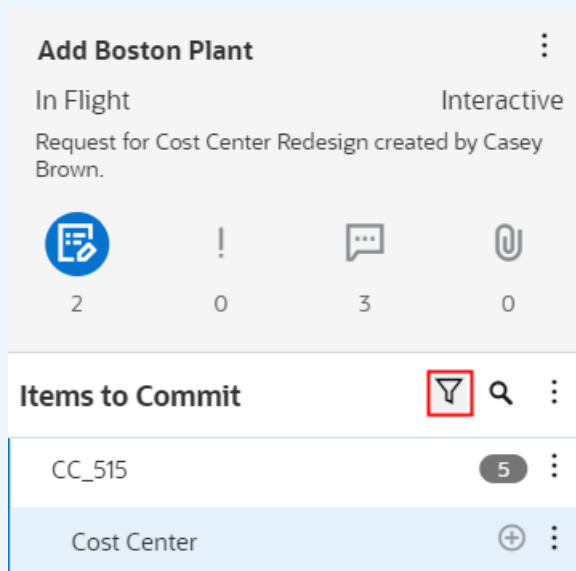 Add Boston Plant
In Flight Interactive
Request for Cost Center Redesign created by Casey
Brown.
2 0 3 0
Items to Commit
CC_515 5
Cost Center